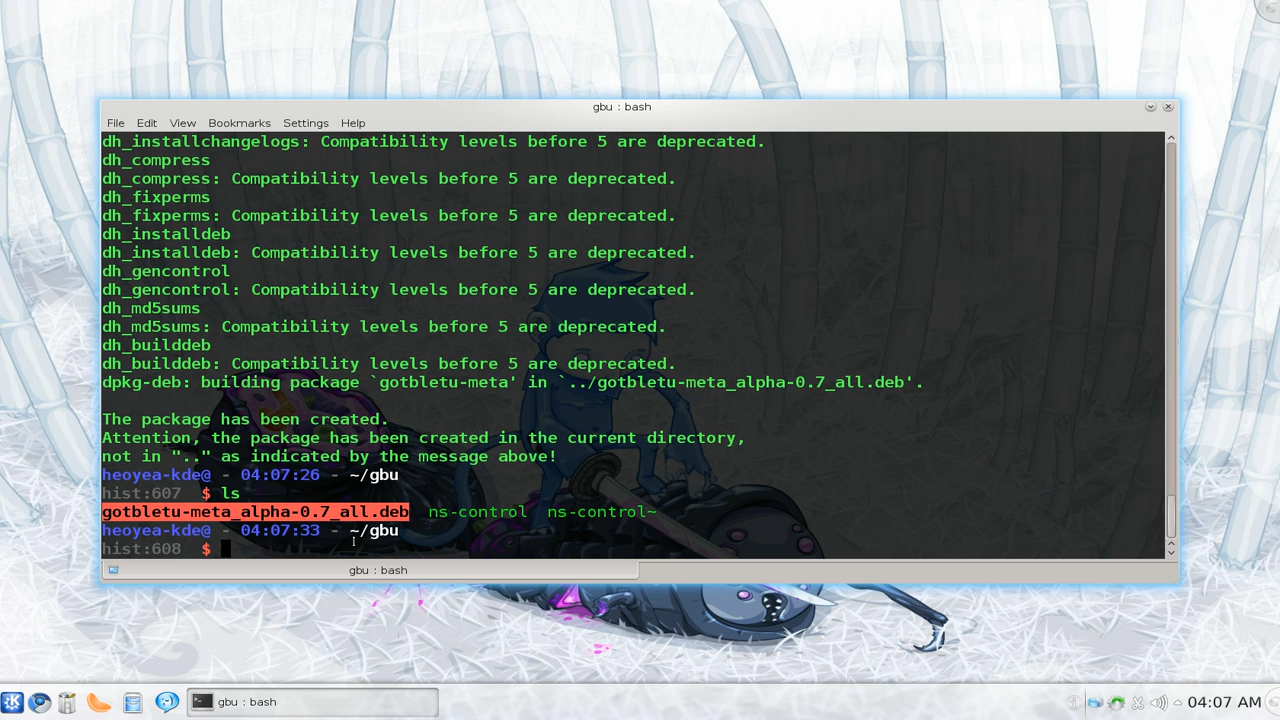 gbu : bash
File Edit View Bookmarks Settings Help
dh_installchangelogs: Compatibility levels before 5 are deprecated.
dh_compress
dh_compress: Compatibility levels before 5 are deprecated.
dh_fixperms
dh_fixperms: Compatibility levels before 5 are deprecated.
dh_installdeb
dh_installdeb: Compatibility levels before 5 are deprecated.
dh_gencontrol
dh_gencontrol: Compatibility levels before 5 are deprecated.
dh_md5sums
dh_md5sums: Compatibility levels before 5 are deprecated.
dh_builddeb
dh_builddeb: Compatibility levels before 5 are deprecated.
dpkg-deb: building package `gotbletu-meta' in `../gotbletu-meta_alpha-0.7_all.deb'.
The package has been created.
Attention, the package has been created in the current directory,
not in ".." as indicated by the message above!
heoyea-kde@ - 04:07:26 - ~/gbu
hist:607 $ ls
gotbletu-meta_alpha-0.7_all.deb ns-control ns-control~
heoyea-kde@ - 04:07:33 - ~/gbu
hist:608 $
gbu : bash
gbu : bash
04:07 AM